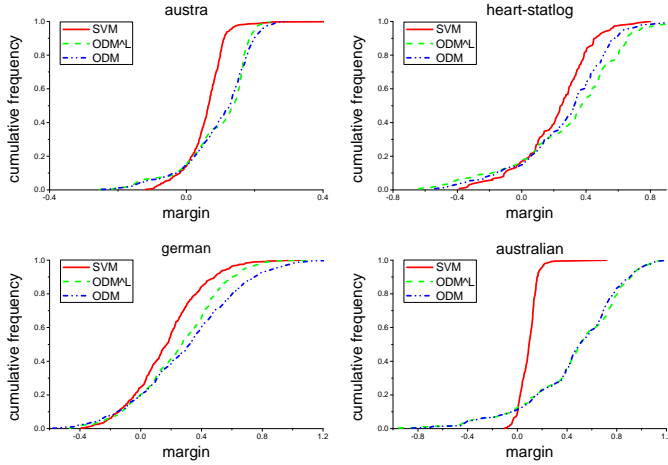 austra
cumulative frequency
SVM
ODM^L
ODM
1.0
0.8
0.6
0.4
0.2
0.0
-0.4
0.0
0.4
margin
heart-statlog
cumulative frequency
SVM
ODM^L
ODM
1.0
0.8
0.6
0.4
0.2
0.0
-0.8
-0.4
0.0
0.4
0.8
margin
german
cumulative frequency
SVM
ODM^L
ODM
1.0
0.8
0.6
0.4
0.2
0.0
-0.4
0.0
0.4
0.8
1.2
margin
australian
cumulative frequency
SVM
ODM^L
ODM
1.0
0.8
0.6
0.4
0.2
0.0
-0.8
-0.4
0.0
0.4
0.8
1.2
margin